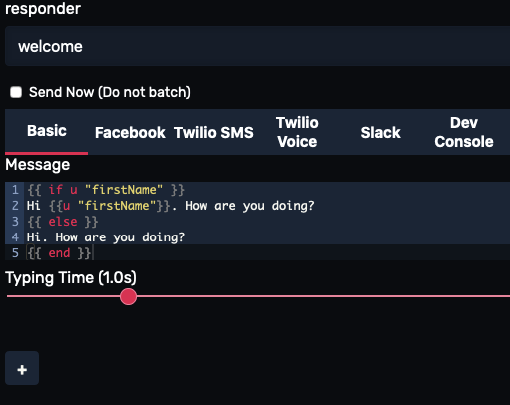 responder
welcome
Send Now (Do not batch)
Basic Facebook Twilio SMS Twilio Voice Slack Dev Console
Message
1 {{ if u "firstName" }}
2 Hi {{u "firstName"}}. How are you doing?
3 {{ else }}
4 Hi. How are you doing?
5 {{ end }}
Typing Time (1.0s)
+